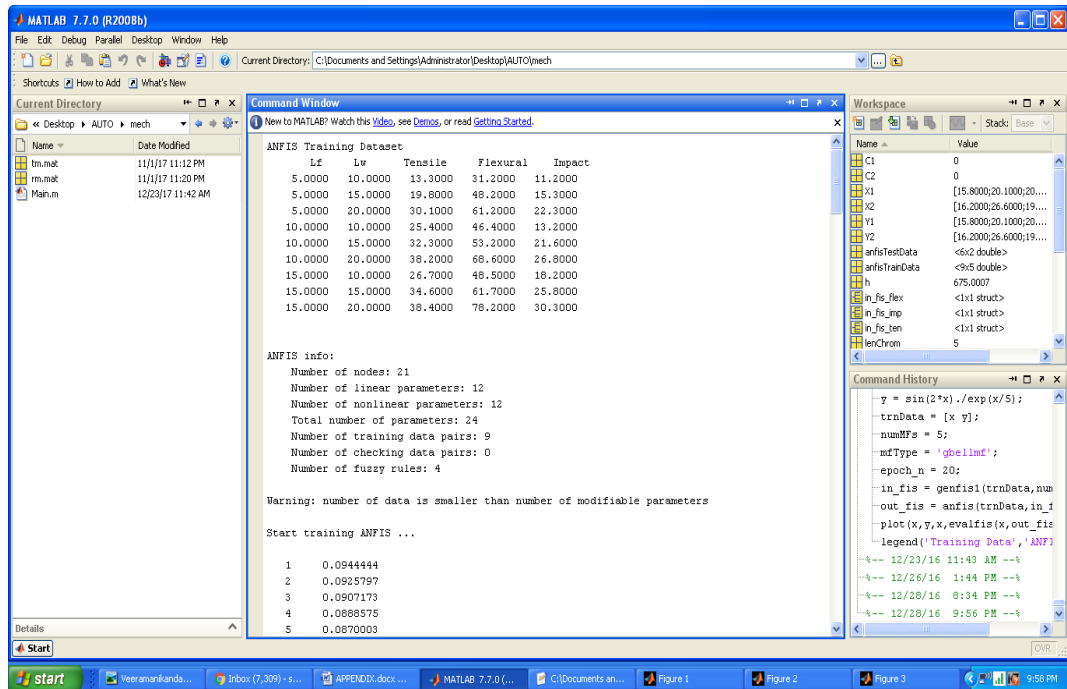 MATLAB 7.7.0 (R2008b)
File Edit Debug Parallel Desktop Window Help
Current Directory: C:\Documents and Settings\Administrator\Desktop\AUTO\mech
Shortcuts How to Add What's New
Current Directory
« Desktop AUTO mech
Name Date Modified
trn.mat 11/1/17 11:12 PM
rm.mat 11/1/17 11:20 PM
Main.m 12/23/17 11:42 AM
Details
Command Window
New to MATLAB? Watch this Video, see Demos, or read Getting Started.
ANFIS Training Dataset
Lf Lw Tensile Flexural Impact
5.0000 10.0000 13.3000 31.2000 11.2000
5.0000 15.0000 19.8000 48.2000 15.3000
5.0000 20.0000 30.1000 61.2000 22.3000
10.0000 10.0000 25.4000 46.4000 13.2000
10.0000 15.0000 32.3000 53.2000 21.6000
10.0000 20.0000 38.2000 68.6000 26.8000
15.0000 10.0000 26.7000 48.5000 18.2000
15.0000 15.0000 34.6000 61.7000 25.8000
15.0000 20.0000 38.4000 78.2000 30.3000
ANFIS info:
Number of nodes: 21
Number of linear parameters: 12
Number of nonlinear parameters: 12
Total number of parameters: 24
Number of training data pairs: 9
Number of checking data pairs: 0
Number of fuzzy rules: 4
Warning: number of data is smaller than number of modifiable parameters
Start training ANFIS ...
1 0.0944444
2 0.0925797
3 0.0907173
4 0.0888575
5 0.0870003
Workspace
Stack: Base
Name Value
C1 0
C2 0
X1 [15.8000;20.1000;20....
X2 [16.2000;26.6000;19....
Y1 [15.8000;20.1000;20....
Y2 [16.2000;26.6000;19....
anfisTestData <6x2 double>
anfisTrainData <9x5 double>
h 675.0007
in_fis_flex <1x1 struct>
in_fis_imp <1x1 struct>
in_fis_ten <1x1 struct>
lenChrom 5
Command History
y = sin(2*x)./exp(x/5);
trnData = [x y];
numMFs = 5;
mfType = 'gbellmf';
epoch_n = 20;
in_fis = genfis1(trnData,num
out_fis = anfis(trnData,in_f
plot(x,y,x,evalfis(x,out_fis
legend('Training Data','ANFI
%-- 12/23/16 11:43 AM --%
%-- 12/26/16 1:44 PM --%
%-- 12/28/16 8:34 PM --%
%-- 12/28/16 9:56 PM --%
Start
OVR
start Veeramanikanda... Inbox (7,309) - s... APPENDIX.docx ... MATLAB 7.7.0 (... C:\Documents an... Figure 1 Figure 2 Figure 3 9:58 PM